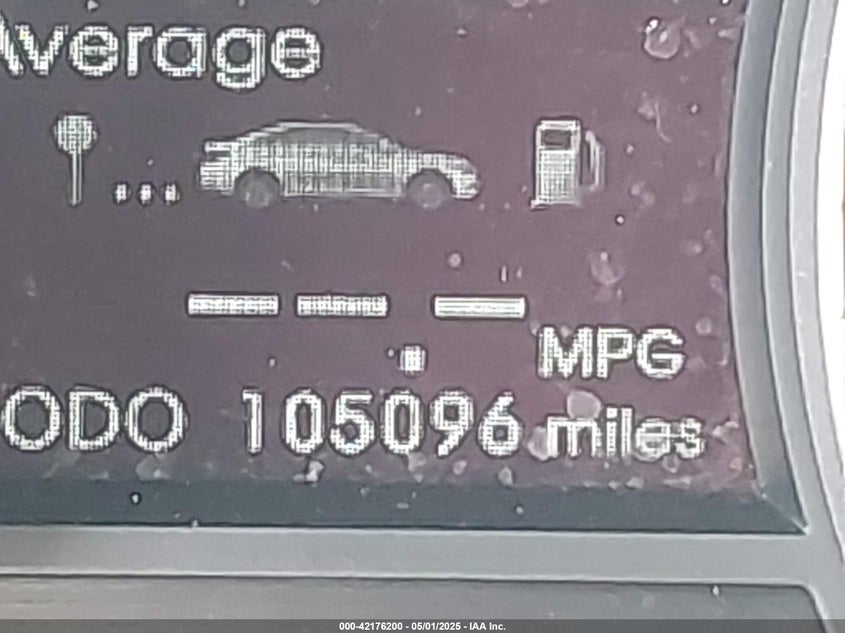 Average
--.- MPG
ODO 105096 miles
000-42176200 - 05/01/2025 - IAA Inc.